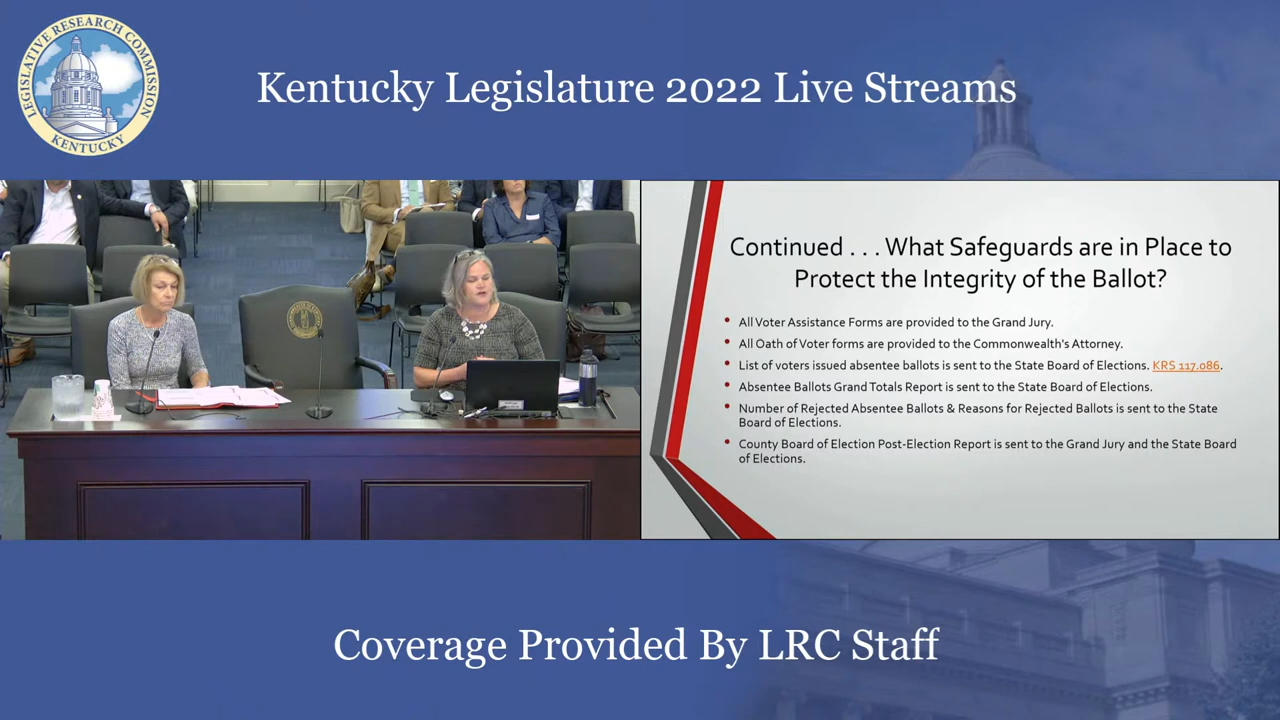 LEGISLATIVE RESEARCH COMMISSION
KENTUCKY
Kentucky Legislature 2022 Live Streams
Continued . . . What Safeguards are in Place to
Protect the Integrity of the Ballot?
• All Voter Assistance Forms are provided to the Grand Jury.
• All Oath of Voter forms are provided to the Commonwealth's Attorney.
• List of voters issued absentee ballots is sent to the State Board of Elections. KRS 117.086.
• Absentee Ballots Grand Totals Report is sent to the State Board of Elections.
• Number of Rejected Absentee Ballots & Reasons for Rejected Ballots is sent to the State
Board of Elections.
• County Board of Election Post-Election Report is sent to the Grand Jury and the State Board
of Elections.
Coverage Provided By LRC Staff